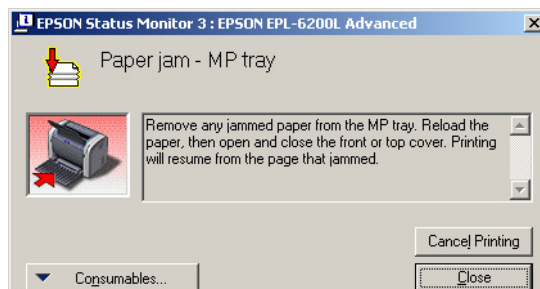 EPSON Status Monitor 3 : EPSON EPL-6200L Advanced
Paper jam - MP tray
Remove any jammed paper from the MP tray. Reload the
paper, then open and close the front or top cover. Printing
will resume from the page that jammed.
Cancel Printing
Consumables...
Close